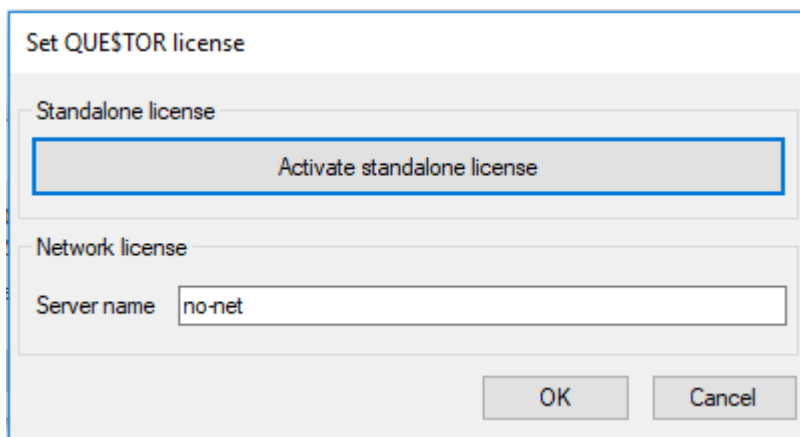 Set QUE$TOR license
Standalone license
Activate standalone license
Network license
Server name no-net
OK Cancel